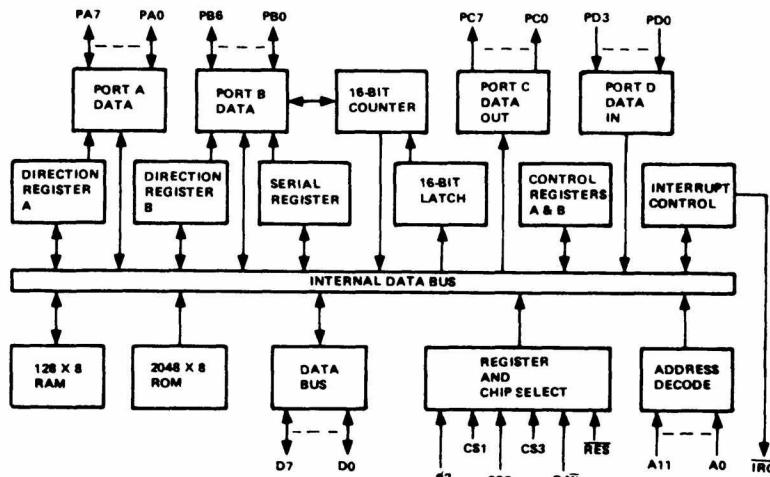 PA7 PA0 PB6 PB0 PC7 PC0 PD3 PD0
PORT A
DATA
PORT B
DATA
16-BIT
COUNTER
PORT C
DATA
OUT
PORT D
DATA
IN
DIRECTION
REGISTER
A
DIRECTION
REGISTER
B
SERIAL
REGISTER
16-BIT
LATCH
CONTROL
REGISTERS
A & B
INTERRUPT
CONTROL
INTERNAL DATA BUS
128 X 8
RAM
2048 X 8
ROM
DATA
BUS
REGISTER
AND
CHIP SELECT
ADDRESS
DECODE
D7 D0 CS1 CS3 RES A11 A0 IRQ